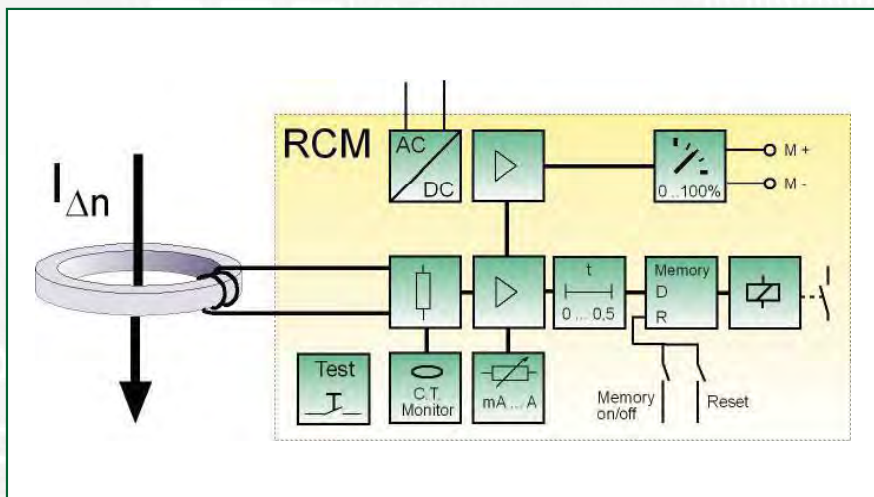 RCM
AC
DC
0 ...100%
M +
M -
I Δn
t
0 ... 0,5
Memory
D
R
Test
C.T.
Monitor
mA ... A
Memory
on/off
Reset